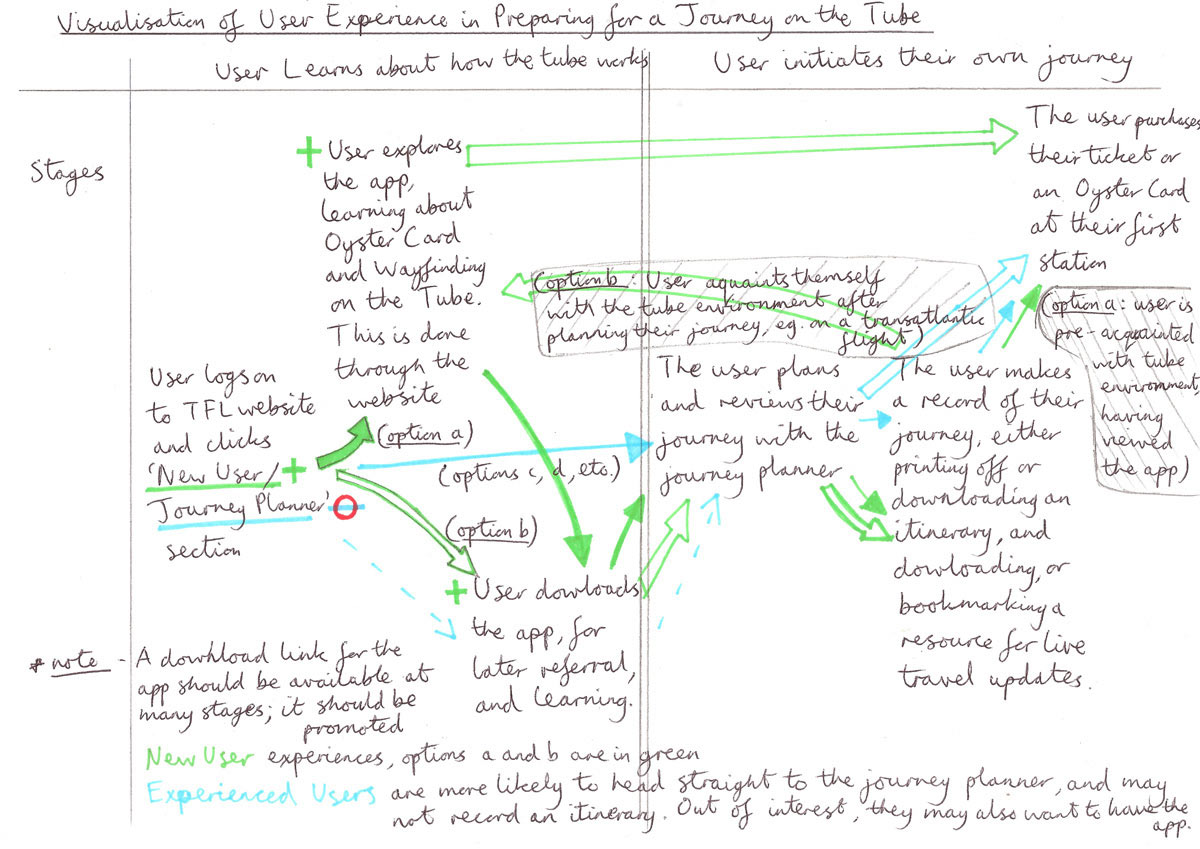 Visualisation of User Experience in Preparing for a Journey on the Tube
User Learns about how the tube works
User initiates their own journey
Stages
+ User explores
the app,
learning about
Oyster Card
and Wayfinding
on the Tube.
This is done
through the
website
The user purchases
their ticket or
an Oyster Card
at their first
station
(option b: User aquaints themself
with the tube environment after
planning their journey, eg. on a transatlantic
flight)
(option a: user is
pre-acquainted
with tube
environment,
having
viewed
the app)
User logs on
to TFL website
and clicks
'New User/ +
Journey Planner'
section
(option a)
(options c, d, etc.)
(option b)
The user plans
and reviews their
journey with the
journey planner
The user makes
a record of their
journey, either
printing off or
downloading an
itinerary, and
dowloading, or
bookmarking a
resource for live
travel updates.
+ User dowloads
the app, for
later referral,
and learning.
* note - A download link for the
app should be available at
many stages; it should be
promoted
New User experiences, options a and b are in green
Experienced Users are more likely to head straight to the journey planner, and may
not record an itinerary. Out of interest, they may also want to have the
app.